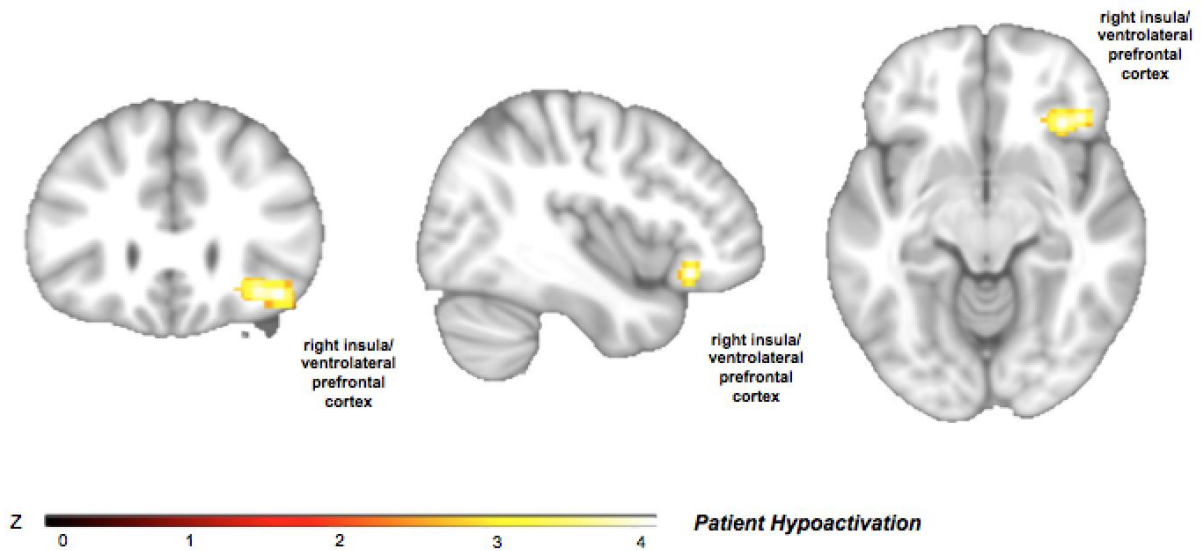 right insula/
ventrolateral
prefrontal
cortex
right insula/
ventrolateral
prefrontal
cortex
right insula/
ventrolateral
prefrontal
cortex
Z
0 1 2 3 4
Patient Hypoactivation